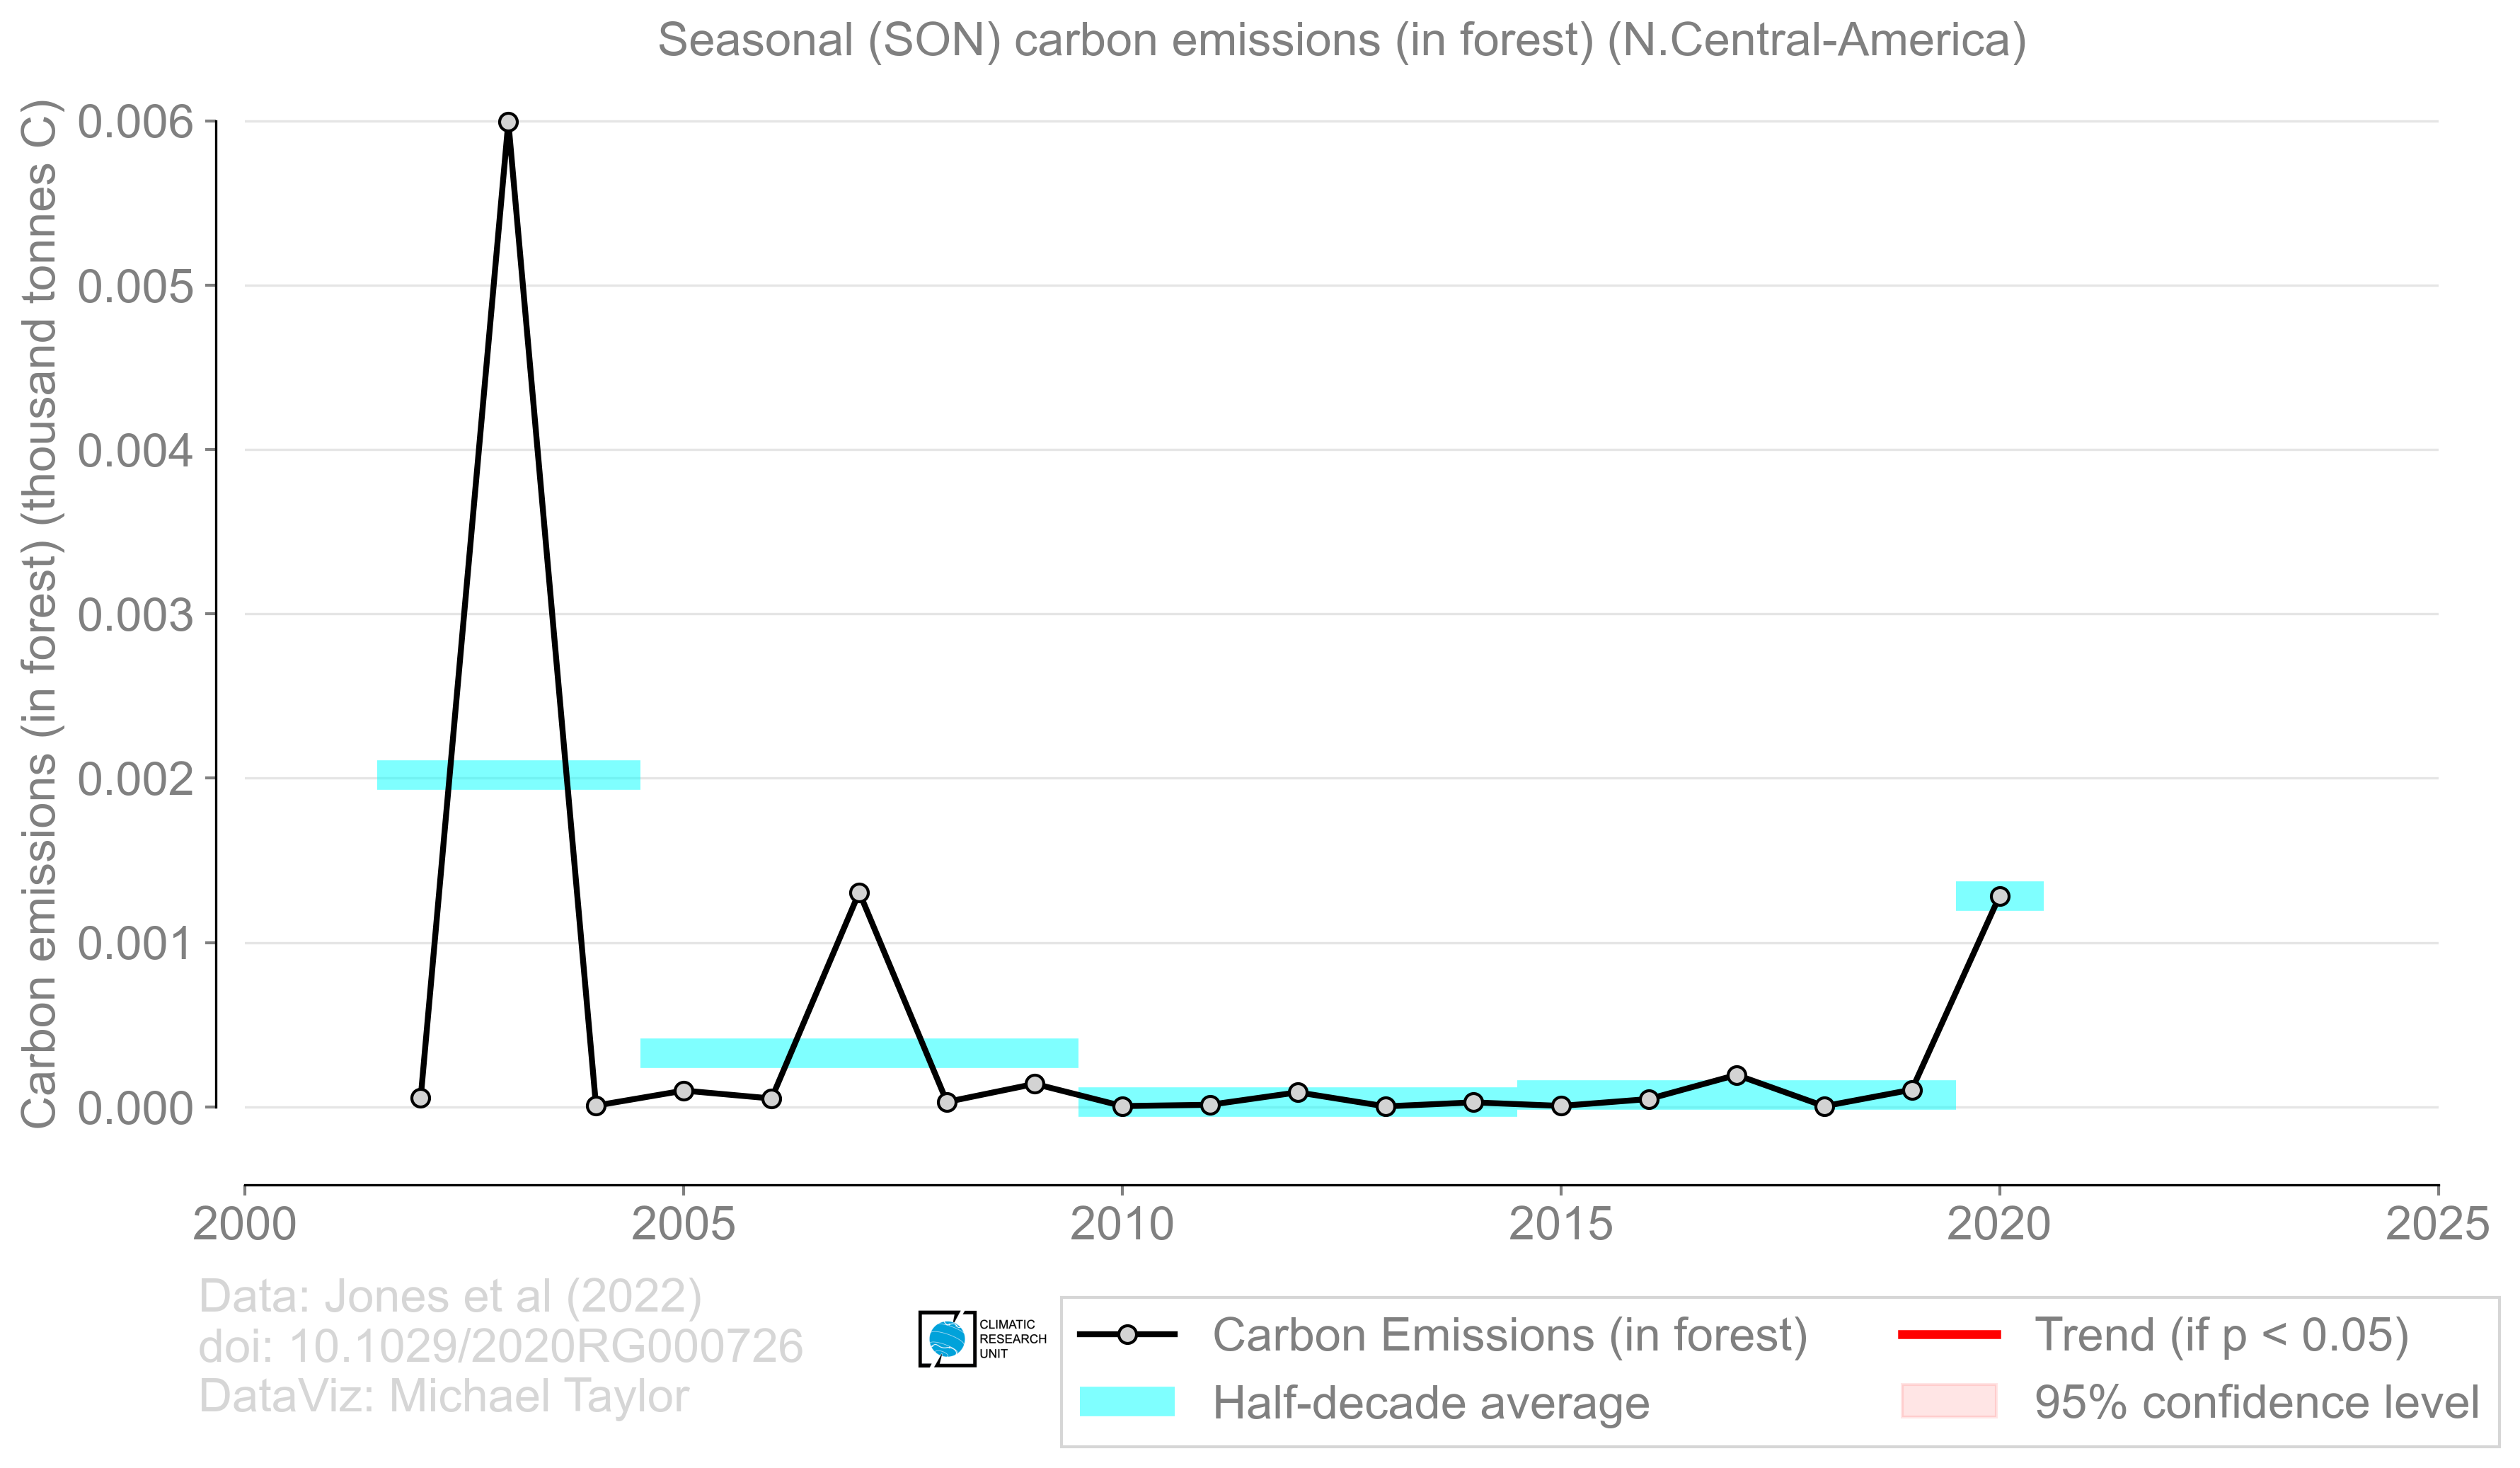 Seasonal (SON) carbon emissions (in forest) (N.Central-America)
Carbon emissions (in forest) (thousand tonnes C)
0.006
0.005
0.004
0.003
0.002
0.001
0.000
2000 2005 2010 2015 2020 2025
Data: Jones et al (2022)
doi: 10.1029/2020RG000726
DataViz: Michael Taylor
CLIMATIC
RESEARCH
UNIT
Carbon Emissions (in forest)
Half-decade average
Trend (if p < 0.05)
95% confidence level